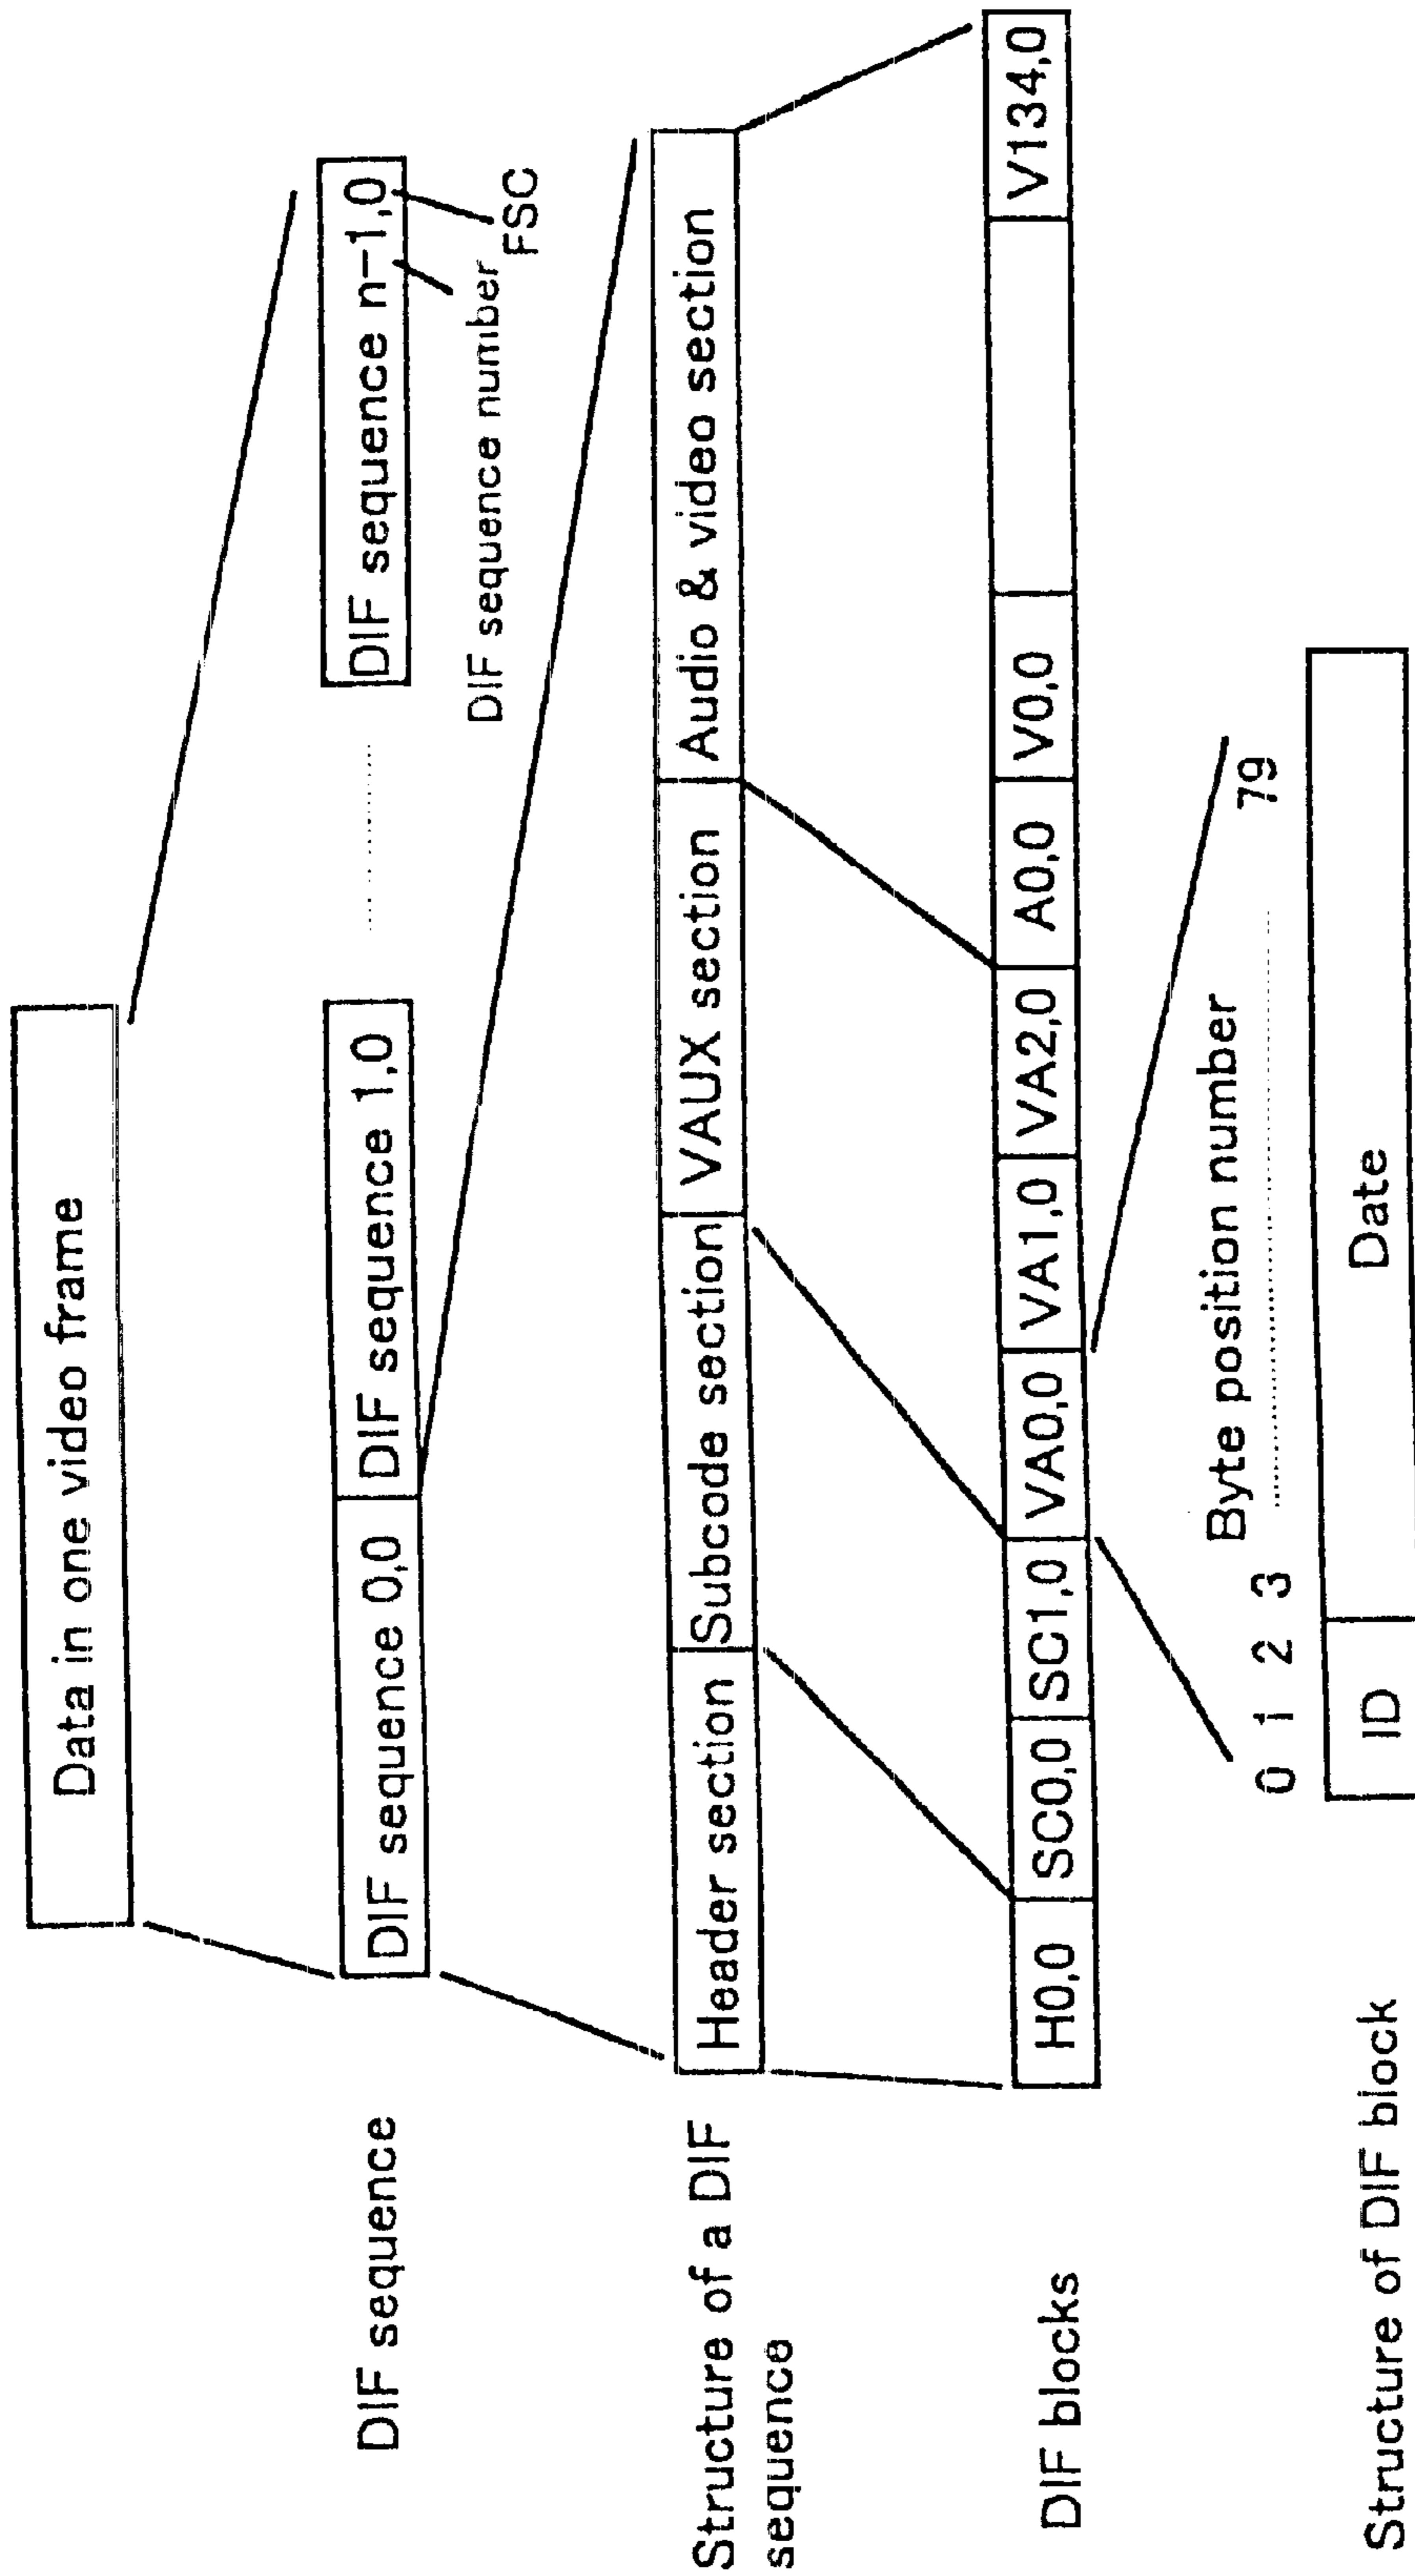 Data in one video frame
DIF sequence
DIF sequence 0,0 DIF sequence 1,0 DIF sequence n-1,0
DIF sequence number
FSC
Structure of a DIF
sequence
Header section Subcode section VAUX section Audio & video section
DIF blocks
H0,0 SC0,0 SC1,0 VA0,0 VA1,0 VA2,0 A0,0 V0,0 V134,0
Byte position number
0 1 2 3 79
Structure of DIF block
ID Date